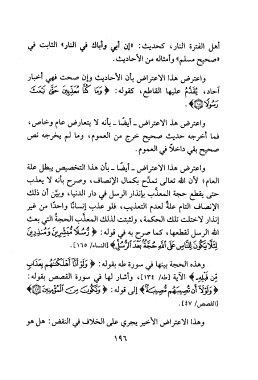 أهل الفترة النار، كحديث: «إن أبي وأباك في النار» الثابت في
«صحيح مسلم» وأمثاله من الأحاديث.
واعترض هذا الاعتراض بأن الأحاديث وإن صحت فهي أخبار
آحاد، يُقدَّم عليها القاطع، كقوله: ﴿وَمَا كُنَّا مُعَذِّبِينَ حَتَّى نَبْعَثَ
رَسُولًا ۝﴾.
واعترض هذا الاعتراض ـ أيضًا ـ بأنه لا يتعارض عام وخاص،
فما أخرجه حديث صحيح خرج من العموم، وما لم يخرجه نص
بقي داخلًا في العموم.
واعترض هذا الاعتراض ـ أيضًا ـ بأن هذا التخصيص يبطل علة
العام؛ لأن الله تعالى تمدَّح بكمال الإنصاف، وصرح بأنه لا يعذب
حتى يقطع حجة المعذَّب بإنذار الرسل في دار الدنيا، وبيَّن أن ذلك
الإنصاف التام علةٌ لعدم التعذيب، فلو عذب إنسانًا واحدًا من غير
إنذار لاختلت تلك الحكمة، ولثبتت لذلك المعذَّب الحجةُ التي بعث
الله الرسل لقطعها، كما صرح به في قوله: ﴿رُسُلًا مُبَشِّرِينَ وَمُنْذِرِينَ
لِئَلَّا يَكُونَ لِلنَّاسِ عَلَى اللَّهِ حُجَّةٌ بَعْدَ الرُّسُلِ﴾ [النساء/ ١٦٥].
وهذه الحجة بينها في سورة طه بقوله: ﴿وَلَوْ أَنَّا أَهْلَكْنَاهُمْ بِعَذَابٍ
مِنْ قَبْلِهِ﴾ الآية [طه/ ١٣٤]، وأشار لها في سورة القصص بقوله:
﴿وَلَوْلَا أَنْ تُصِيبَهُمْ مُصِيبَةٌ﴾ إلى قوله: ﴿وَنَكُونَ مِنَ الْمُؤْمِنِينَ ۝﴾
[القصص/ ٤٧].
وهذا الاعتراض الأخير يجري على الخلاف في النقض: هل هو
١٩٦